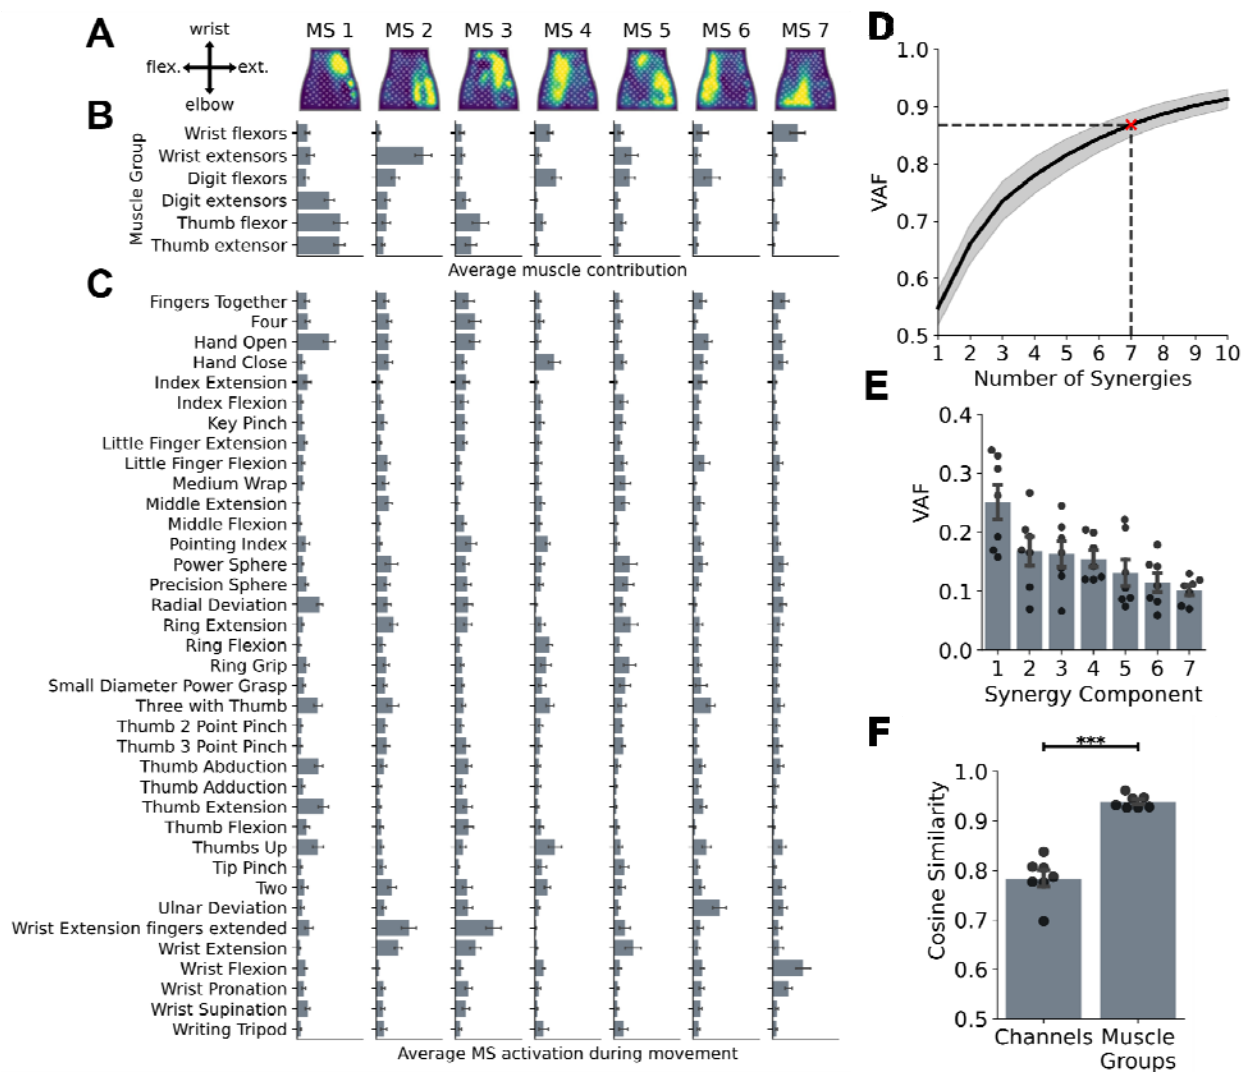 A
wrist
flex.
ext.
elbow
MS 1
MS 2
MS 3
MS 4
MS 5
MS 6
MS 7
B
Muscle Group
Wrist flexors
Wrist extensors
Digit flexors
Digit extensors
Thumb flexor
Thumb extensor
Average muscle contribution
C
Fingers Together
Four
Hand Open
Hand Close
Index Extension
Index Flexion
Key Pinch
Little Finger Extension
Little Finger Flexion
Medium Wrap
Middle Extension
Middle Flexion
Pointing Index
Power Sphere
Precision Sphere
Radial Deviation
Ring Extension
Ring Flexion
Ring Grip
Small Diameter Power Grasp
Three with Thumb
Thumb 2 Point Pinch
Thumb 3 Point Pinch
Thumb Abduction
Thumb Adduction
Thumb Extension
Thumb Flexion
Thumbs Up
Tip Pinch
Two
Ulnar Deviation
Wrist Extension fingers extended
Wrist Extension
Wrist Flexion
Wrist Pronation
Wrist Supination
Writing Tripod
Average MS activation during movement
D
VAF
1.0
0.9
0.8
0.7
0.6
0.5
1 2 3 4 5 6 7 8 9 10
Number of Synergies
E
VAF
0.4
0.3
0.2
0.1
0.0
1 2 3 4 5 6 7
Synergy Component
F
***
Cosine Similarity
1.0
0.9
0.8
0.7
0.6
0.5
Channels
Muscle
Groups